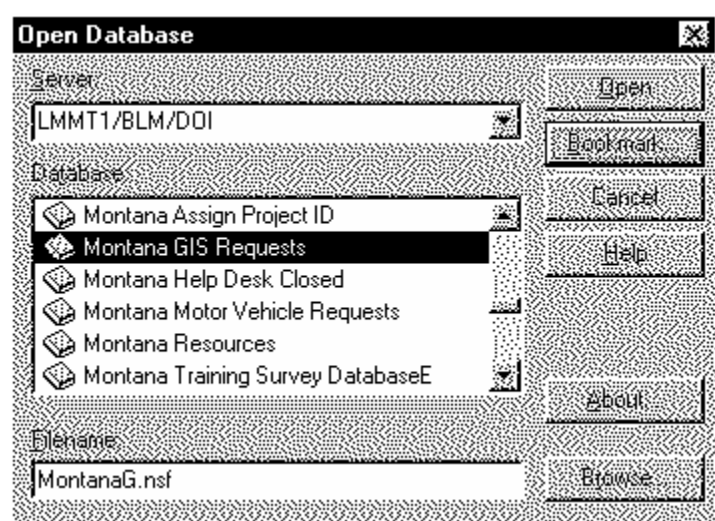 Open Database
Server:
LMMT1/BLM/DOI
Database:
Montana Assign Project ID
Montana GIS Requests
Montana Help Desk Closed
Montana Motor Vehicle Requests
Montana Resources
Montana Training Survey DatabaseE
Filename:
MontanaG.nsf
Open
Bookmark...
Cancel
Help
About...
Browse...